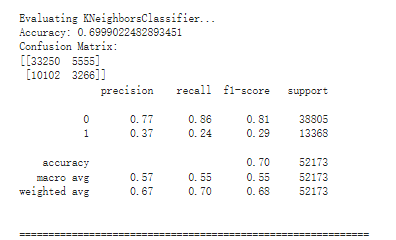 Evaluating KNeighborsClassifier...
Accuracy: 0.6999022482893451
Confusion Matrix:
[[33250 5555]
[10102 3266]]
precision recall f1-score support
0 0.77 0.86 0.81 38805
1 0.37 0.24 0.29 13368
accuracy 0.70 52173
macro avg 0.57 0.55 0.55 52173
weighted avg 0.67 0.70 0.68 52173
============================================================